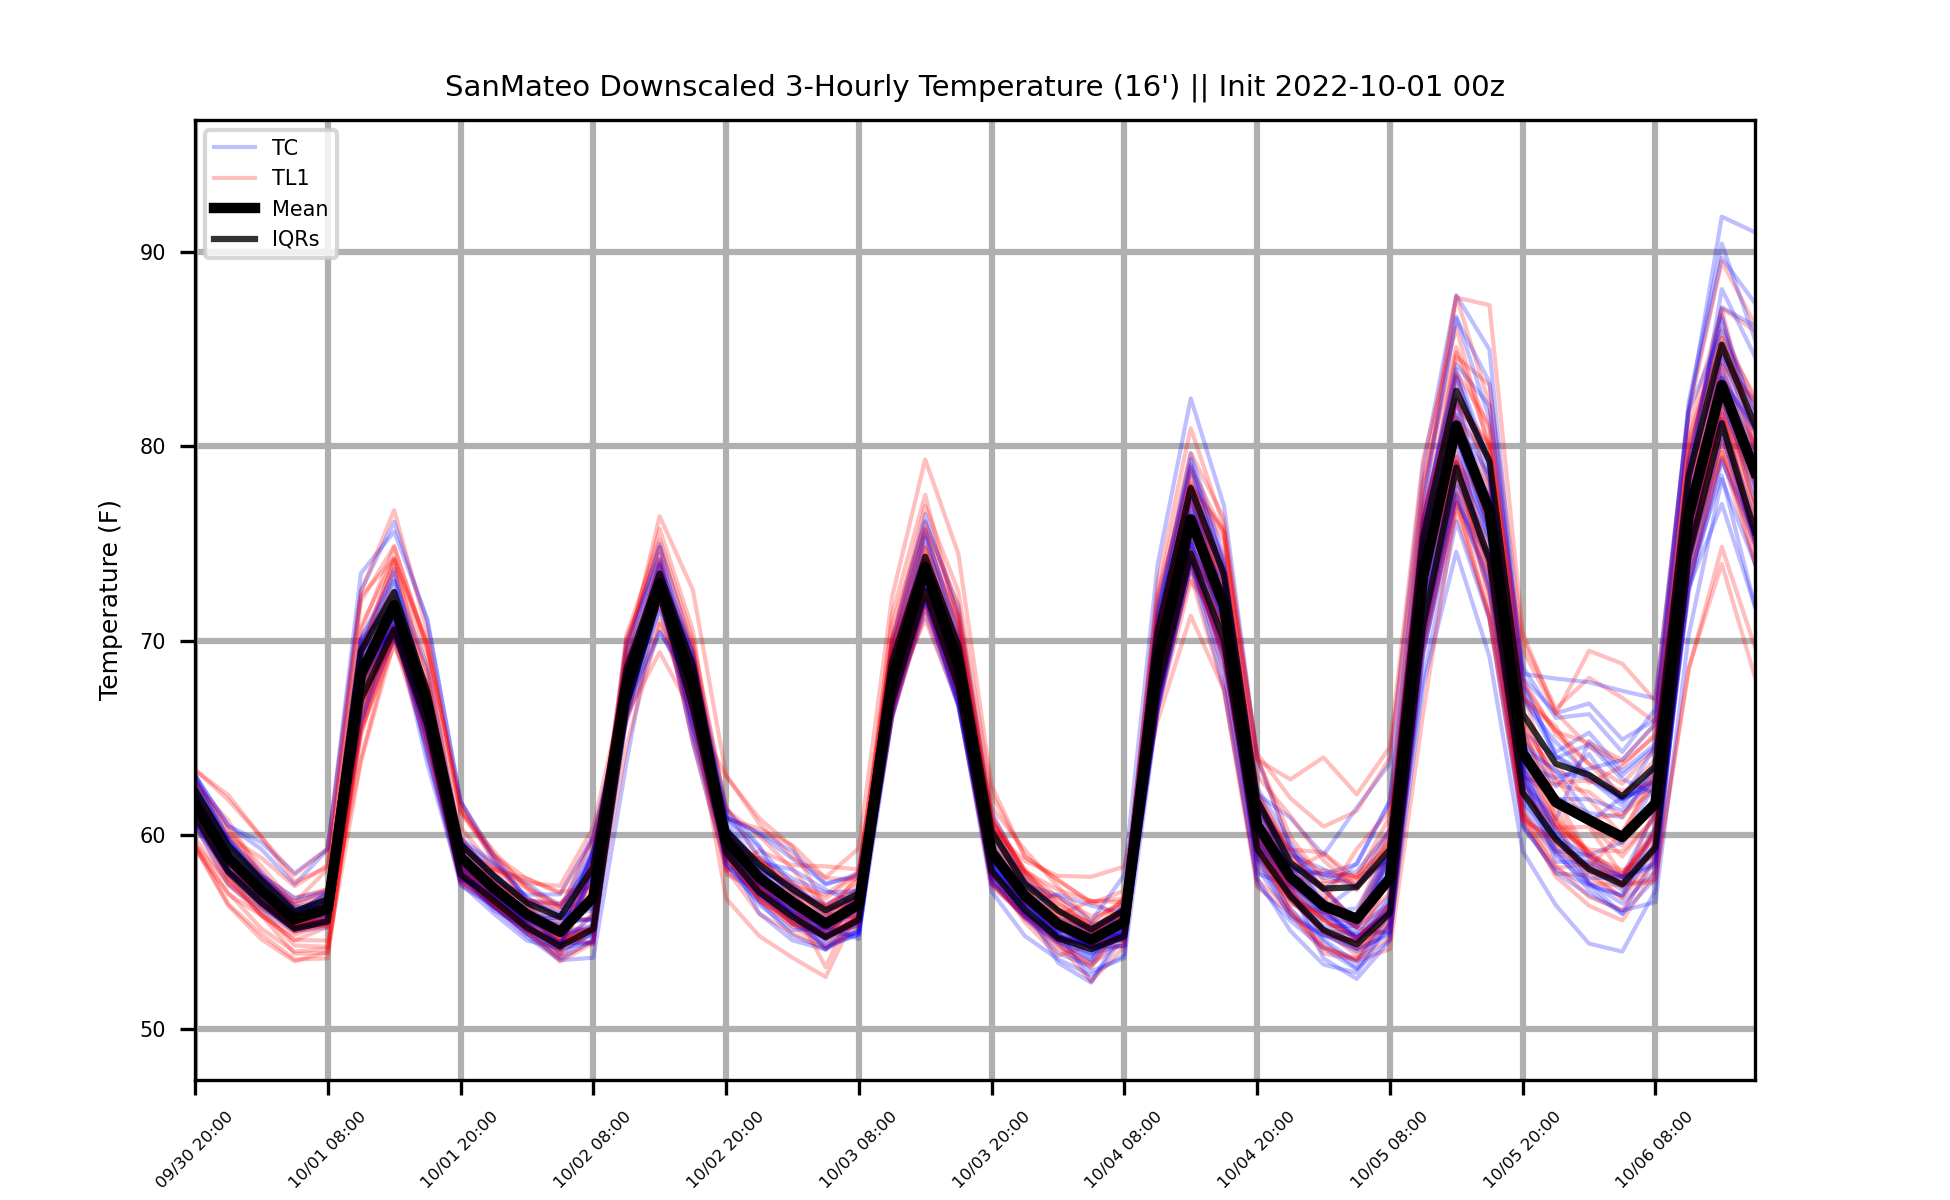 SanMateo Downscaled 3-Hourly Temperature (16') || Init 2022-10-01 00z
TC
TL1
Mean
IQRs
Temperature (F)
90
80
70
60
50
09/30 20:00
10/01 08:00
10/01 20:00
10/02 08:00
10/02 20:00
10/03 08:00
10/03 20:00
10/04 08:00
10/04 20:00
10/05 08:00
10/05 20:00
10/06 08:00